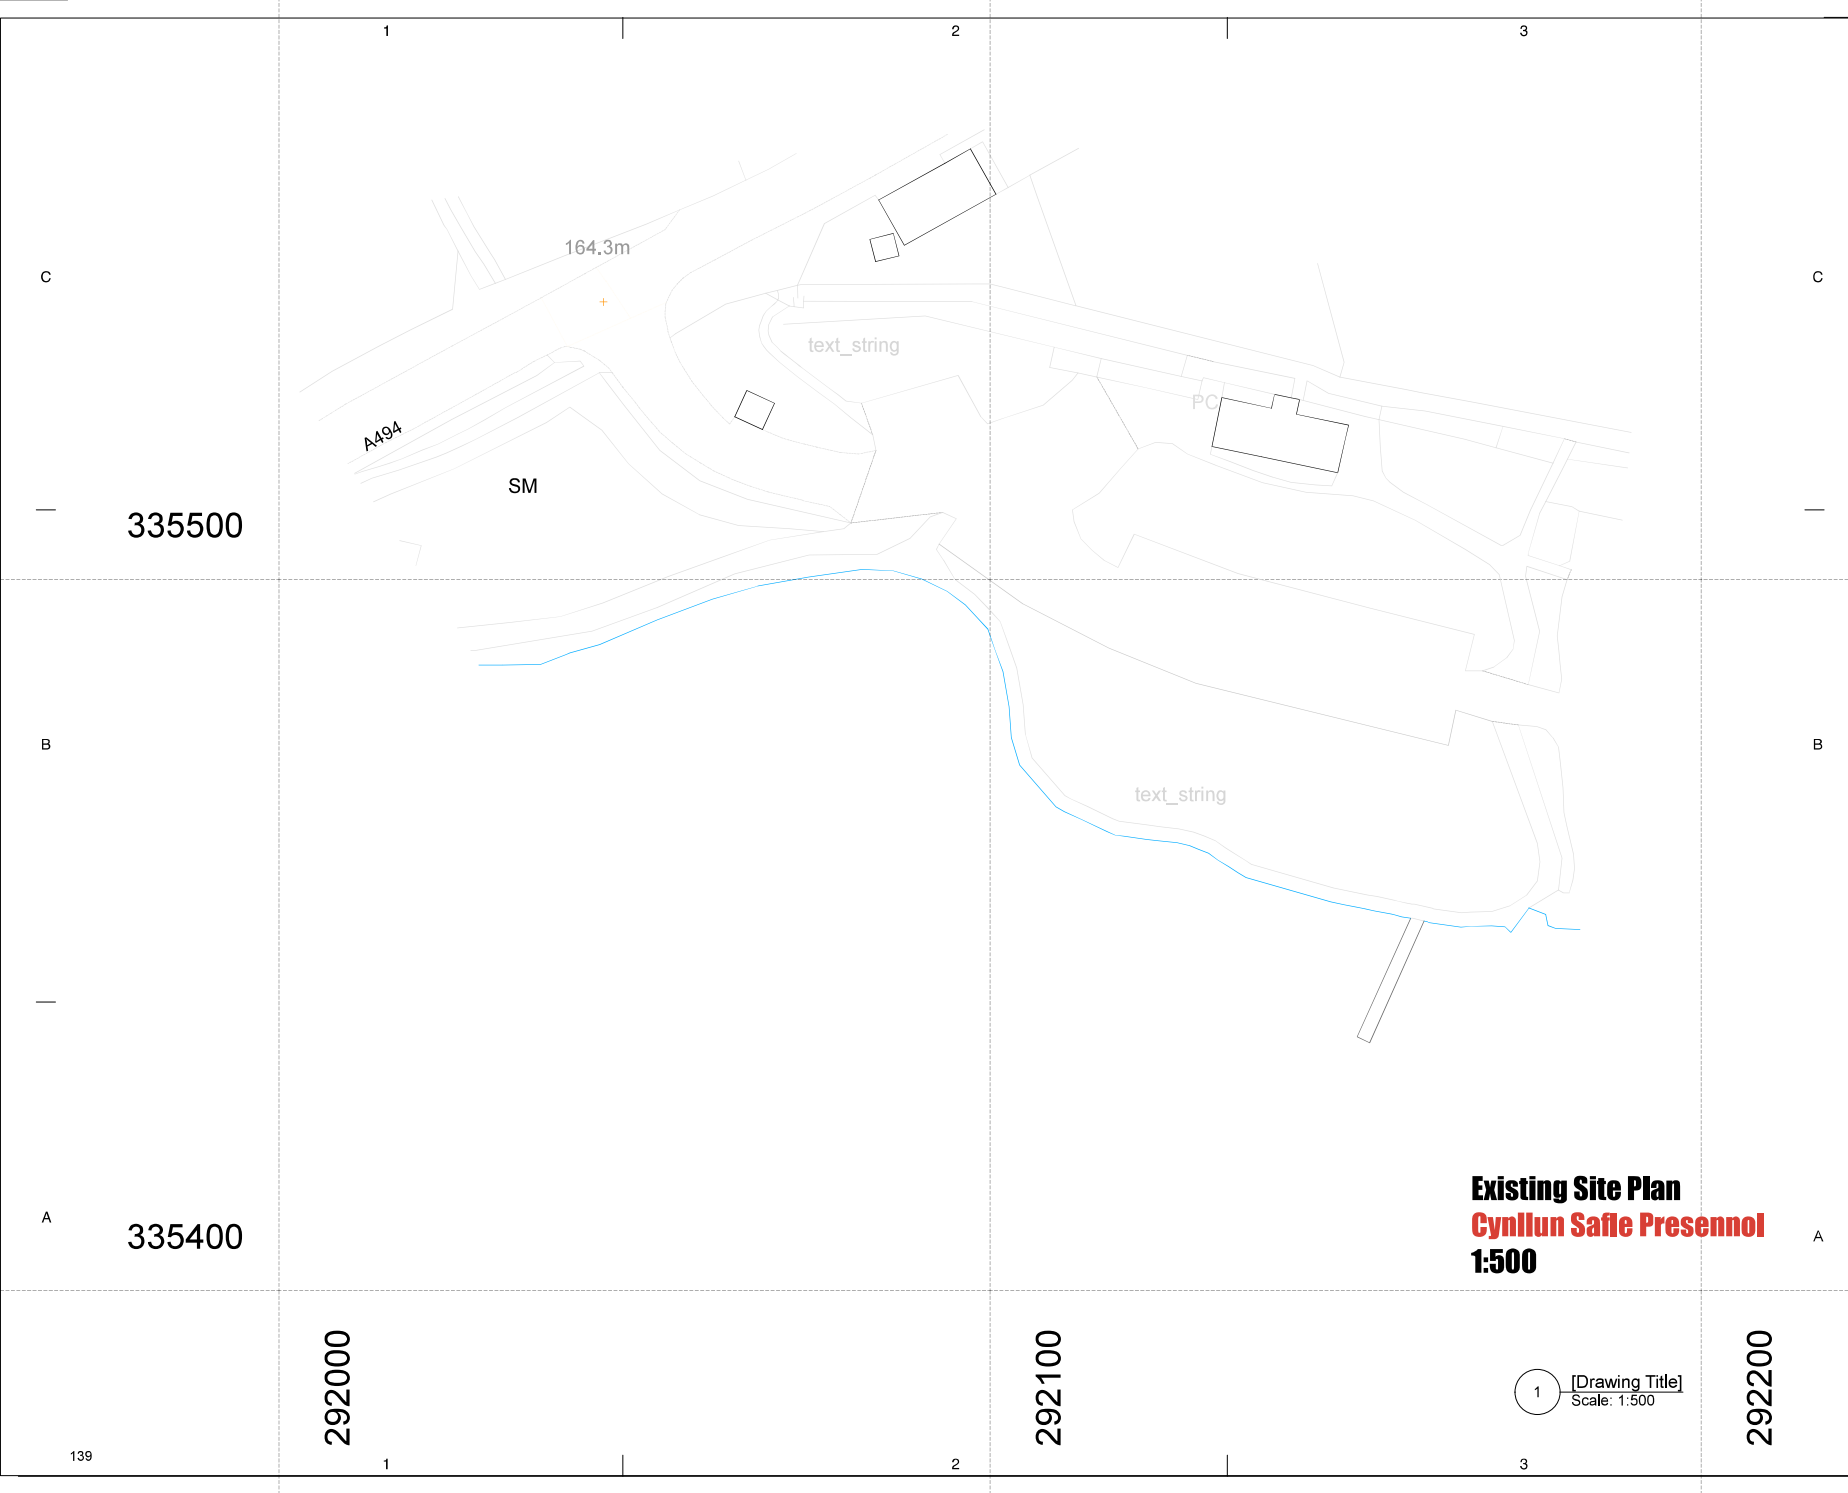 1 2 3
164.3m
C C
text_string
PC
A494
SM
335500
B B
text_string
Existing Site Plan
Cynllun Safle Presennol
1:500
A A
335400
292000
292100
292200
1 [Drawing Title]
Scale: 1:500
139
1 2 3